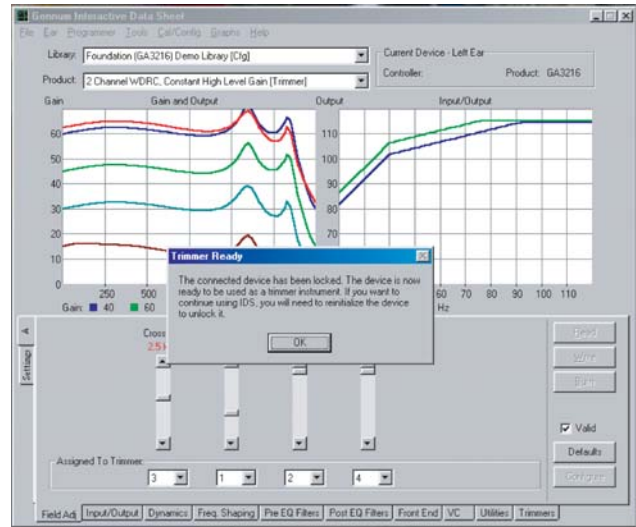 Gennum Interactive Data Sheet
File Ear Programmer Tools Cal/Config Graphs Help
Library: Foundation (GA3216) Demo Library [Cfg]
Product: 2 Channel WDRC, Constant High Level Gain [Trimmer]
Current Device - Left Ear
Controller: Product: GA3216
Gain Gain and Output Output
60
50
40
30
20
10
0
110
100
90
80
70
250 500
Gain: 40 60
Input/Output
60 70 80 90 100 110
Hz
Trimmer Ready
The connected device has been locked. The device is now
ready to be used as a trimmer instrument. If you want to
continue using IDS, you will need to reinitialize the device
to unlock it.
OK
A
Settings
Cross
Read
Write
Burn
Valid
Defaults
Configure
Assigned To Trimmer:
3 1 2 4
Field Adj. Input/Output Dynamics Freq. Shaping Pre EQ Filters Post EQ Filters Front End VC Utilities Trimmers